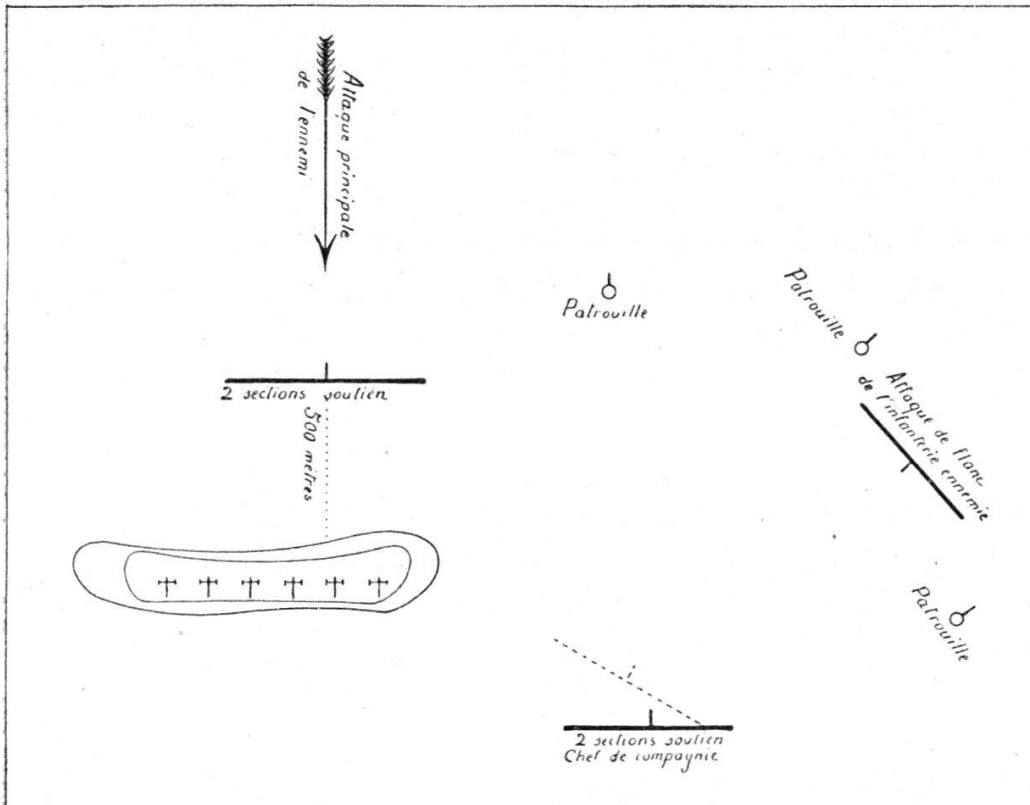 Attaque principale
de l'ennemi
Patrouille
Patrouille
Attaque de flanc
de l'infanterie ennemie
2 sections soutien
500 mètres
Patrouille
2 sections soutien
Chef de compagnie